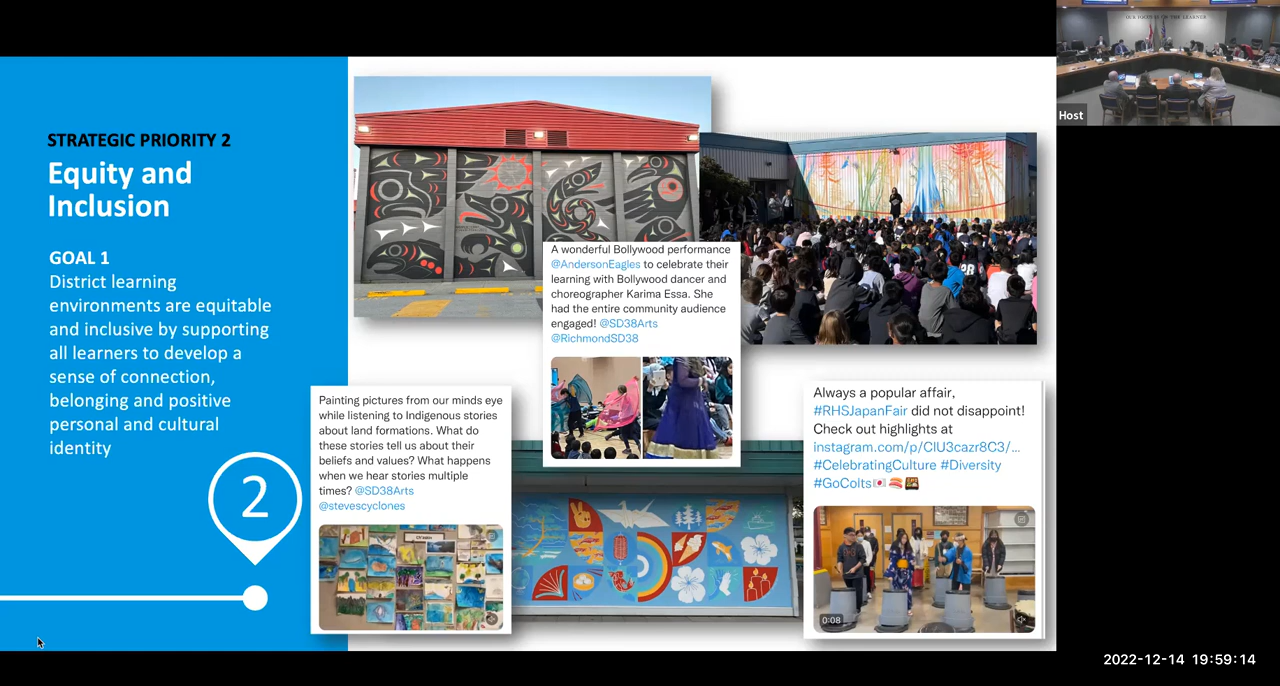 OUR FOCUS IS ON THE LEARNER
Host
STRATEGIC PRIORITY 2
Equity and
Inclusion
GOAL 1
District learning
environments are equitable
and inclusive by supporting
all learners to develop a
sense of connection,
belonging and positive
personal and cultural
identity
2
A wonderful Bollywood performance
@AndersonEagles to celebrate their
learning with Bollywood dancer and
choreographer Karima Essa. She
had the entire community audience
engaged! @SD38Arts
@RichmondSD38
Painting pictures from our minds eye
while listening to Indigenous stories
about land formations. What do
these stories tell us about their
beliefs and values? What happens
when we hear stories multiple
times? @SD38Arts
@stevescyclones
Always a popular affair,
#RHSJapanFair did not disappoint!
Check out highlights at
instagram.com/p/ClU3cazr8C3/...
#CelebratingCulture #Diversity
#GoColts🇯🇵🍣🍱
0:08
2022-12-14 19:59:14